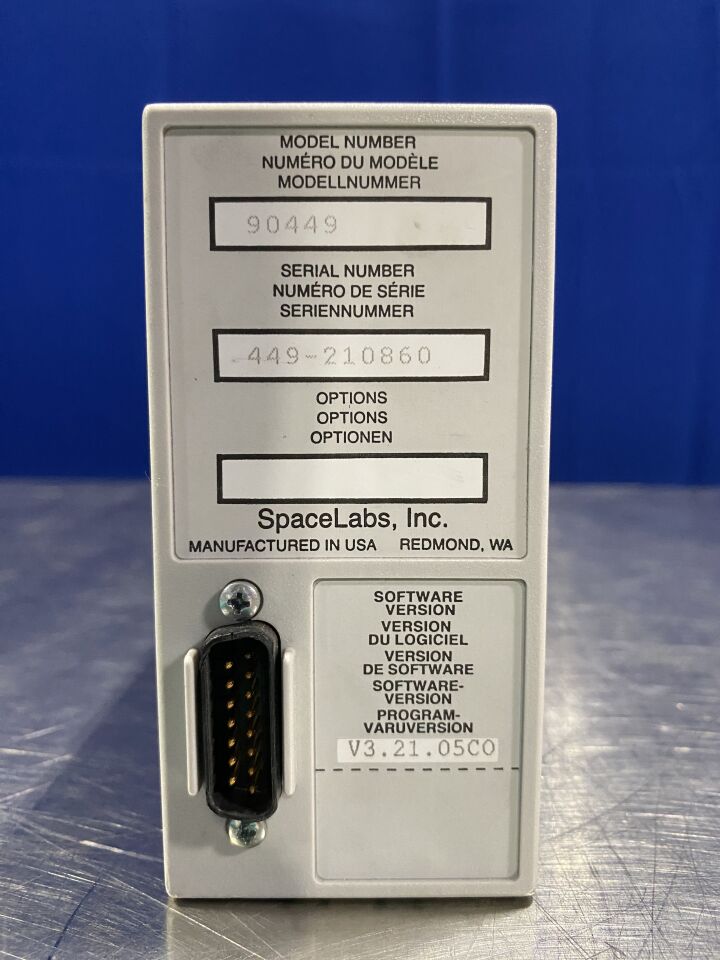 MODEL NUMBER
NUMÉRO DU MODÈLE
MODELLNUMMER
90449
SERIAL NUMBER
NUMÉRO DE SÉRIE
SERIENNUMMER
449-210860
OPTIONS
OPTIONS
OPTIONEN
SpaceLabs, Inc.
MANUFACTURED IN USA REDMOND, WA
SOFTWARE
VERSION
VERSION
DU LOGICIEL
VERSION
DE SOFTWARE
SOFTWARE-
VERSION
PROGRAM-
VARUVERSION
V3.21.05CO